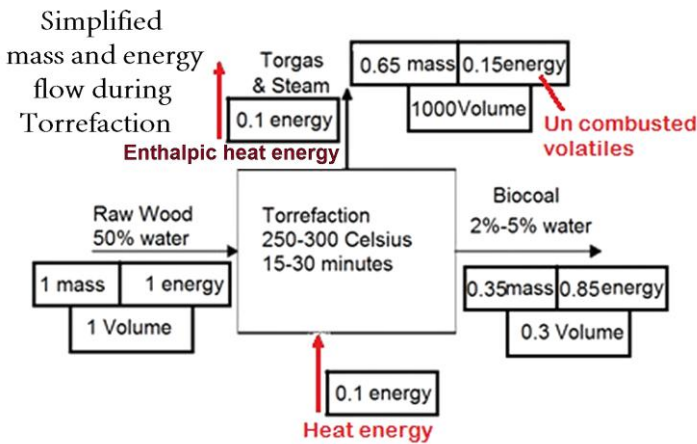 Simplified
mass and energy
flow during
Torrefaction
Torgas
& Steam
0.1 energy
Enthalpic heat energy
0.65 mass
0.15energy
1000Volume
Un combusted
volatiles
Raw Wood
50% water
1 mass
1 energy
1 Volume
Torrefaction
250-300 Celsius
15-30 minutes
Biocoal
2%-5% water
0.35mass
0.85energy
0.3 Volume
0.1 energy
Heat energy